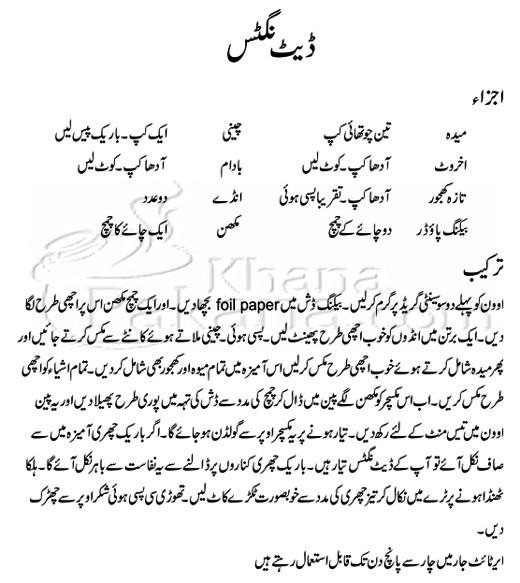 ڈیٹ نگٹس
اجزاء
میدہ تین چوتھائی کپ چینی ایک کپ۔ باریک پیس لیں
اخروٹ آدھا کپ۔ کوٹ لیں بادام آدھا کپ۔ کوٹ لیں
تازہ کھجور آدھا کپ۔ تقریباً پسی ہوئی انڈے دو عدد
بیکنگ پاؤڈر دو چائے کے چمچ مکھن ایک چائے کا چمچ
ترکیب
اوون کو پہلے دو سو سینٹی گریڈ پر گرم کر لیں۔ بیکنگ ڈش میں foil paper بچھا دیں۔ اور ایک چمچ مکھن اس پر اچھی طرح لگا
دیں۔ ایک برتن میں انڈوں کو خوب اچھی طرح پھینٹ لیں۔ پسی ہوئی۔ چینی ملاتے ہوئے کانٹے سے مکس کرتے جائیں اور
پھر میدہ شامل کرتے ہوئے خوب اچھی طرح مکس کر لیں اس آمیزہ میں تمام میوہ اور کھجور بھی شامل کر دیں۔ تمام اشیاء کو اچھی
طرح مکس کریں۔ اب اس مکسچر کو مکھن لگے پین میں ڈال کر چمچ کی مدد سے ڈش کی تہہ میں پوری طرح پھیلا دیں اور یہ پین
اوون میں تیس منٹ کے لئے رکھ دیں۔ تیار ہونے پر یہ مکسچر اوپر سے گولڈن ہو جائے گا۔ اگر باریک چھری آمیزہ میں سے
صاف نکل آئے تو آپ کے ڈیٹ نگٹس تیار ہیں۔ باریک چھری کناروں پر ڈالنے سے یہ نفاست سے باہر نکل آئے گا۔ ہلکا
ٹھنڈا ہونے پر ٹرے میں نکال کر تیز چھری کی مدد سے خوبصورت ٹکڑے کاٹ لیں۔ تھوڑی سی پسی ہوئی شکر اوپر سے چھڑک
دیں۔
ایر ٹائٹ جار میں چار سے پانچ دن تک قابل استعمال رہتے ہیں
Khana
Pakana.com